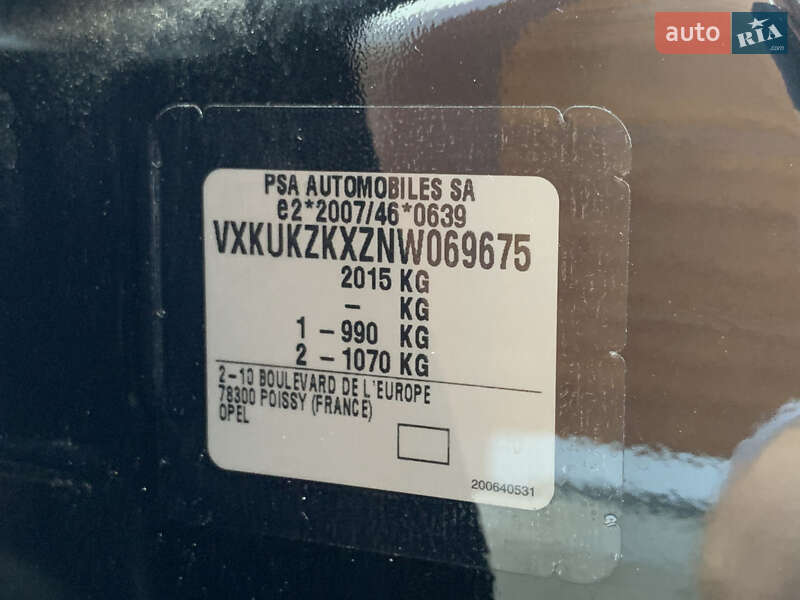 auto RIA .com
PSA AUTOMOBILES SA
e2*2007/46*0639
VXKUKZKXZNW069675
2015 KG
- KG
1 - 990 KG
2 - 1070 KG
2-10 BOULEVARD DE L'EUROPE
78300 POISSY (FRANCE)
OPEL
200640531